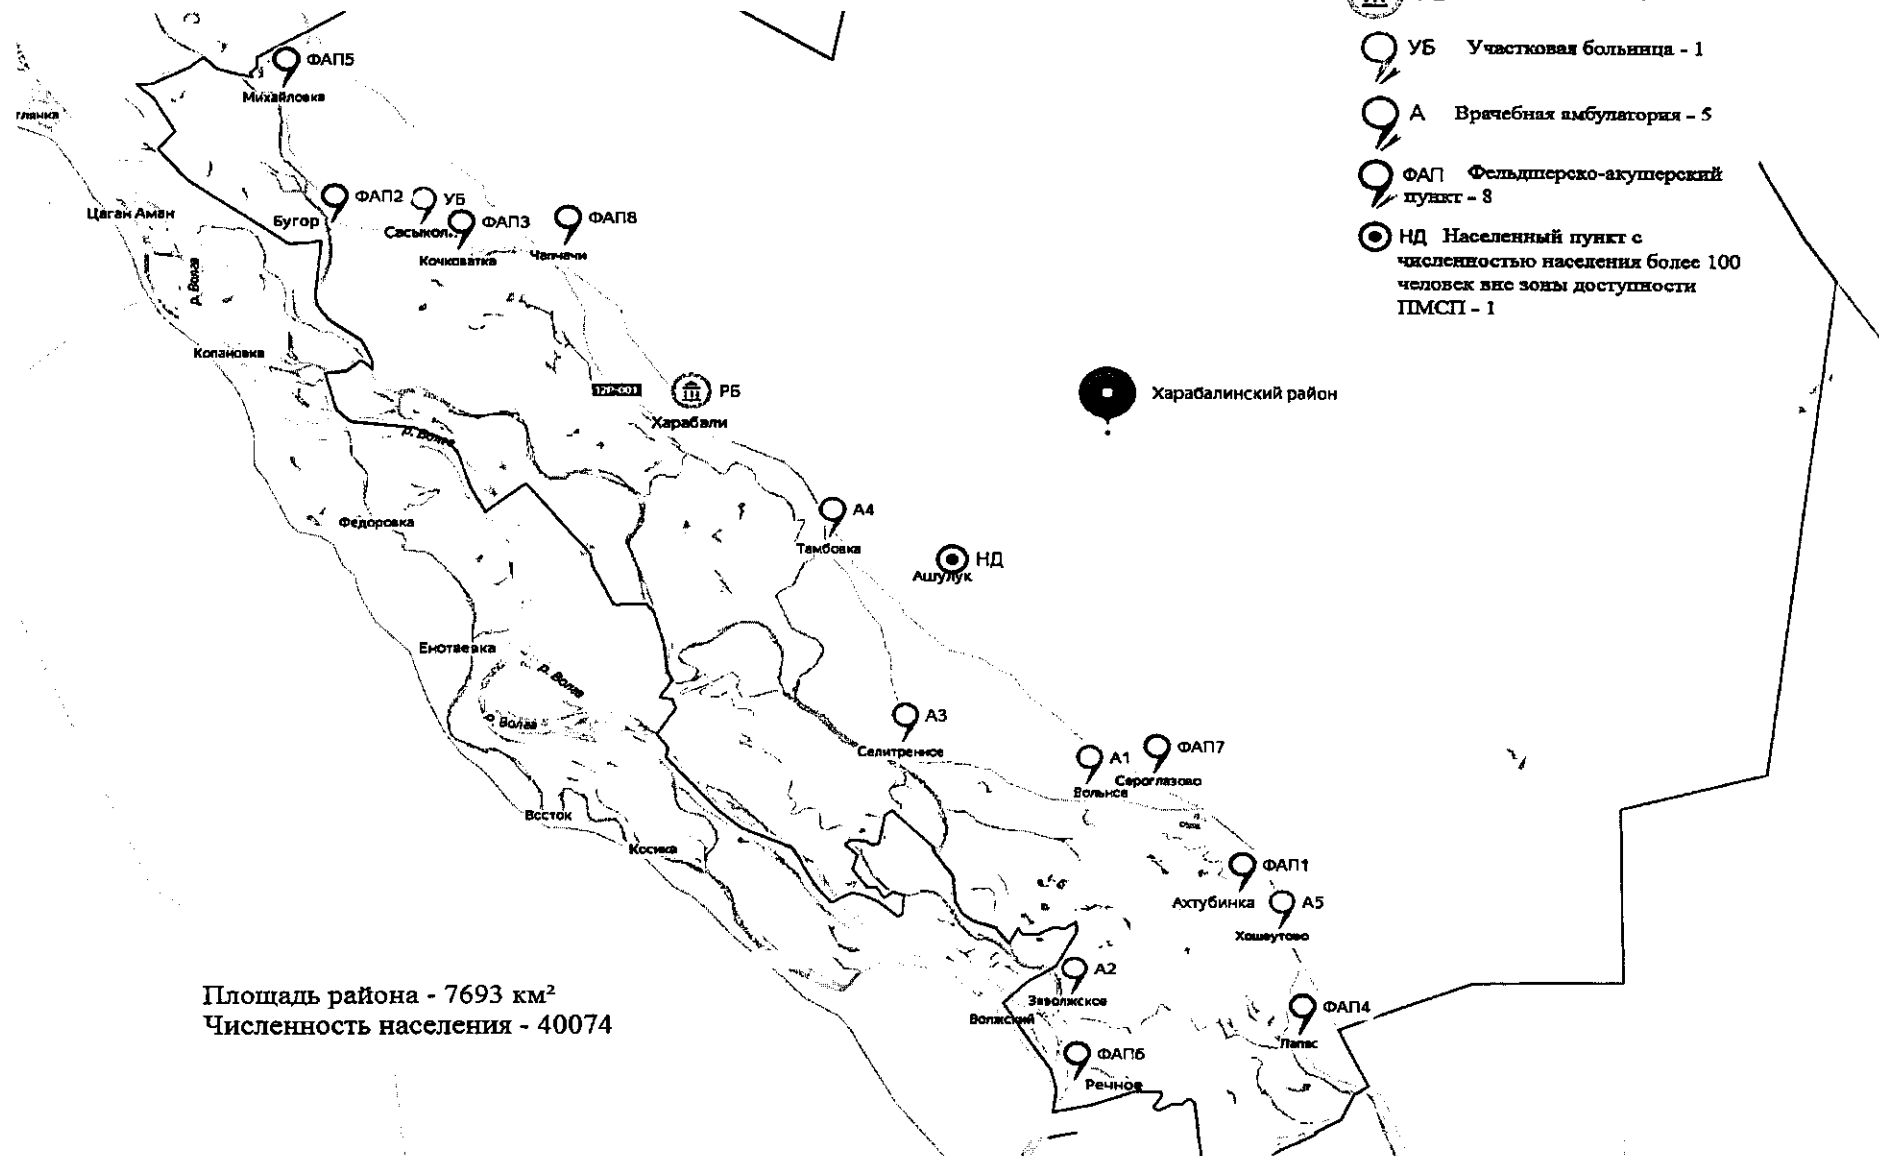 УБ Участковая больница - 1
А Врачебная амбулатория - 5
ФАП Фельдшерско-акушерский
пункт - 8
НД Населенный пункт с
численностью населения более 100
человек вне зоны доступности
ПМСП - 1
ФАП5
Михайловка
глянка
ФАП2
УБ
ФАП3
ФАП8
Цаган Аман
Бугор
Сасыкол..
Кочковатка
Чапчачи
р. Волга
Копановка
12Р-001
РБ
Харабали
Харабалинский район
р. Волга
Федоровка
А4
Тамбовка
НД
Ашулук
Енотаевка
р. Волга
р. Волга
А3
Селитренное
А1
ФАП7
Сероглазово
Вольное
Восток
Косика
ФАП1
Ахтубинка
А5
Хошеутово
А2
Заволжское
Волжский
ФАП4
Лапас
ФАП6
Речное
Площадь района - 7693 км²
Численность населения - 40074